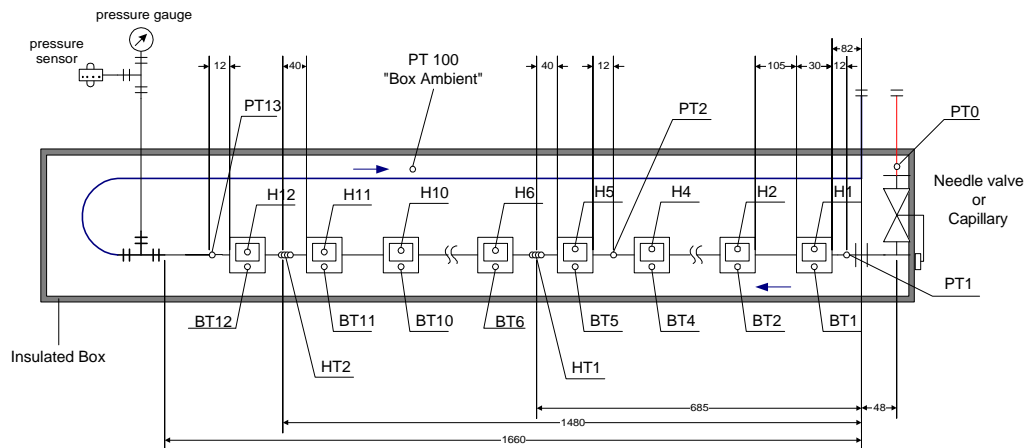 pressure gauge
pressure
sensor
PT 100
"Box Ambient"
82
12
40
40
12
105
30
12
PT13
PT2
PT0
Needle valve
or
Capillary
H12
H11
H10
H6
H5
H4
H2
H1
PT1
BT12
BT11
BT10
BT6
BT5
BT4
BT2
BT1
Insulated Box
HT2
HT1
685
48
1480
1660